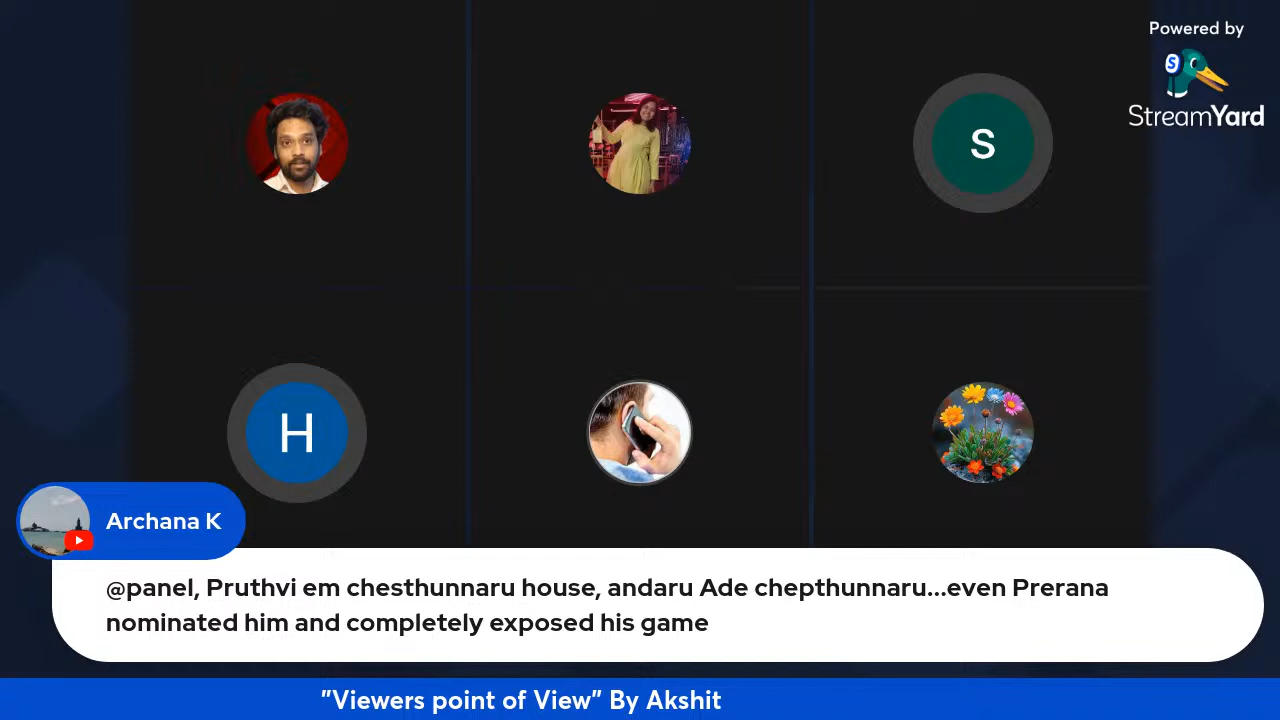 Powered by
S
StreamYard
S
H
Archana K
@panel, Pruthvi em chesthunnaru house, andaru Ade chepthunnaru...even Prerana
nominated him and completely exposed his game
"Viewers point of View" By Akshit